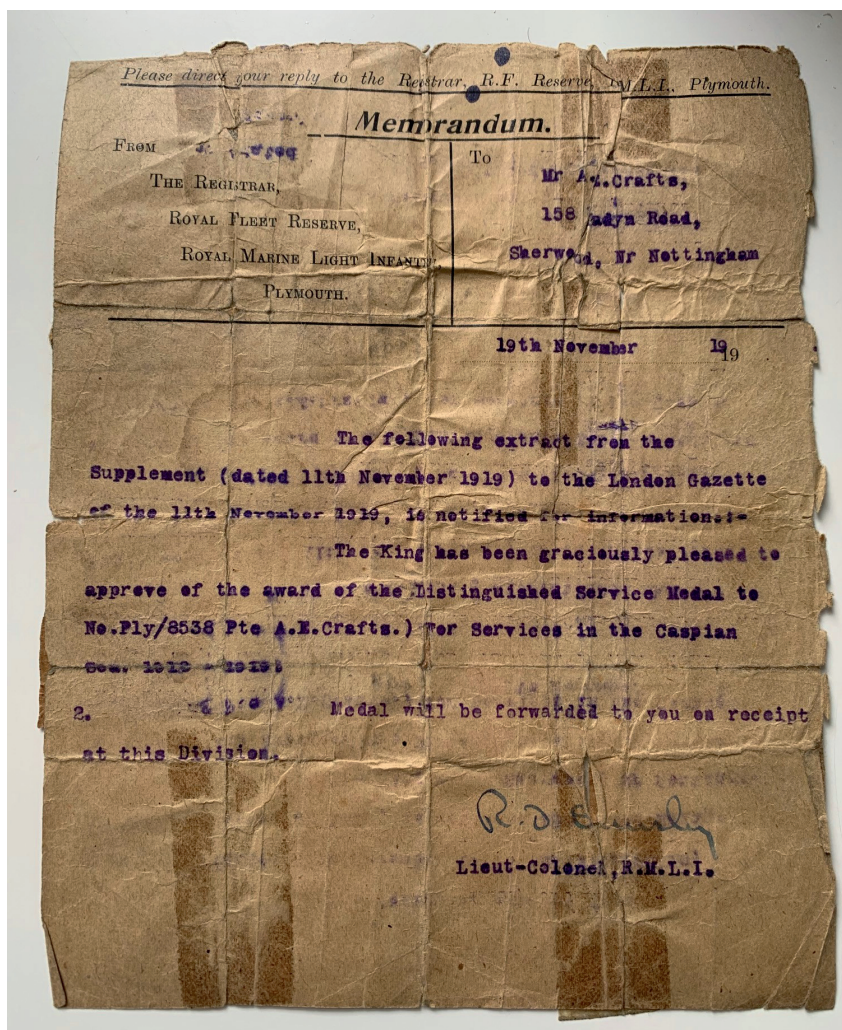 Please direct your reply to the Registrar, R.F. Reserve, R.M.L.I., Plymouth.
Memorandum.
From
The Registrar,
Royal Fleet Reserve,
Royal Marine Light Infantry
Plymouth.
To
Mr A.E.Crafts,
158 Road,
Sherwood, Nr Nottingham
19th November 1919
The following extract from the
Supplement (dated 11th November 1919) to the London Gazette
of the 11th November 1919, is notified for information.:-
The King has been graciously pleased to
approve of the award of the Distinguished Service Medal to
No.Ply/8538 Pte A.E.Crafts.) for Services in the Caspian
Sea. 1918 - 1919.
2. Medal will be forwarded to you on receipt
at this Division.
Lieut-Colonel,R.M.L.I.